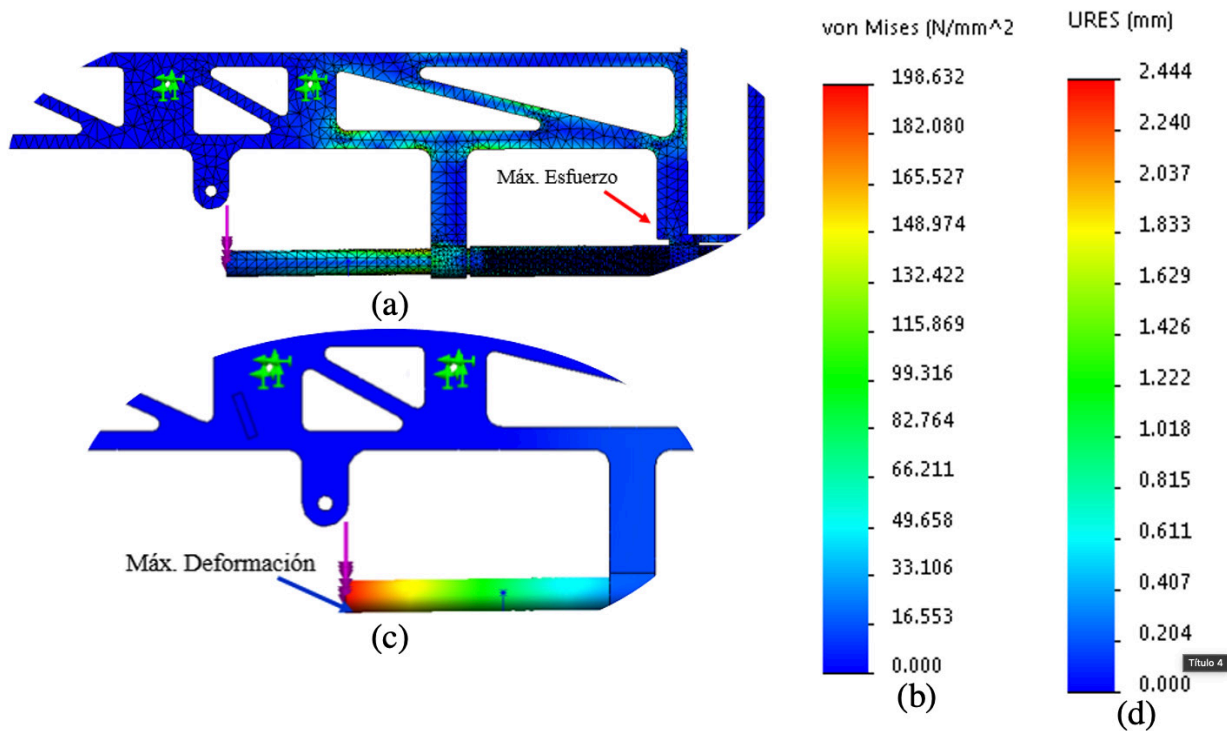 von Mises (N/mm^2
198.632
182.080
165.527
148.974
132.422
115.869
99.316
82.764
66.211
49.658
33.106
16.553
0.000
(b)
URES (mm)
2.444
2.240
2.037
1.833
1.629
1.426
1.222
1.018
0.815
0.611
0.407
0.204
0.000
(d)
Título 4
Máx. Esfuerzo
(a)
Máx. Deformación
(c)